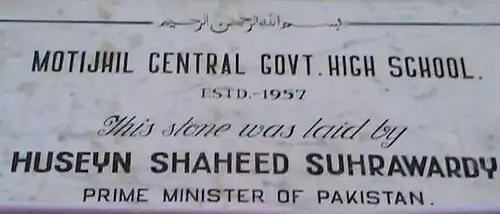 بسم الله الرحمن الرحيم
MOTIJHIL CENTRAL GOVT. HIGH SCHOOL.
ESTD.-1957
This stone was laid by
HUSEYN SHAHEED SUHRAWARDY
PRIME MINISTER OF PAKISTAN.